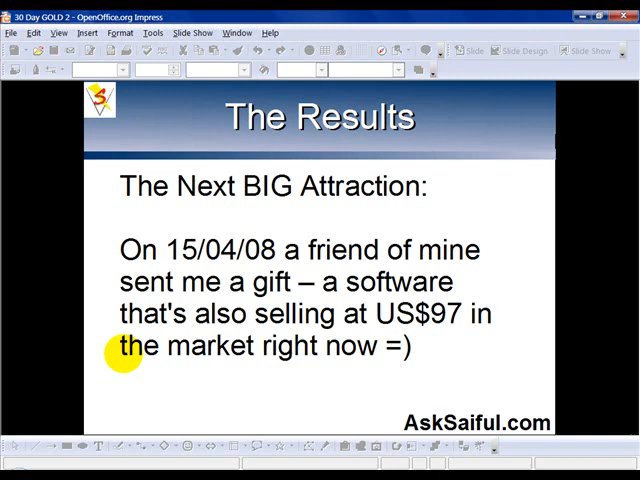 30 Day GOLD 2 - OpenOffice.org Impress
File Edit View Insert Format Tools Slide Show Window Help
Slide Slide Design Slide Show
S
The Results
The Next BIG Attraction:
On 15/04/08 a friend of mine
sent me a gift – a software
that's also selling at US$97 in
the market right now =)
AskSaiful.com